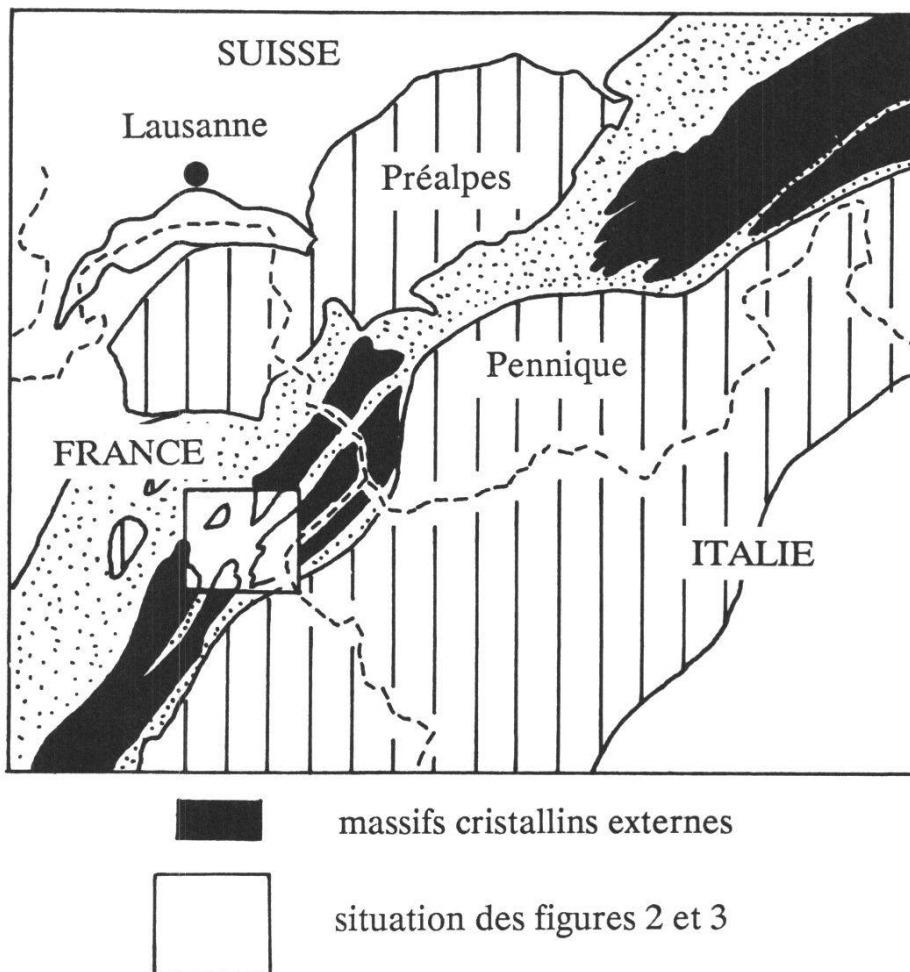 SUISSE
Lausanne
Préalpes
Pennique
FRANCE
ITALIE
massifs cristallins externes
situation des figures 2 et 3